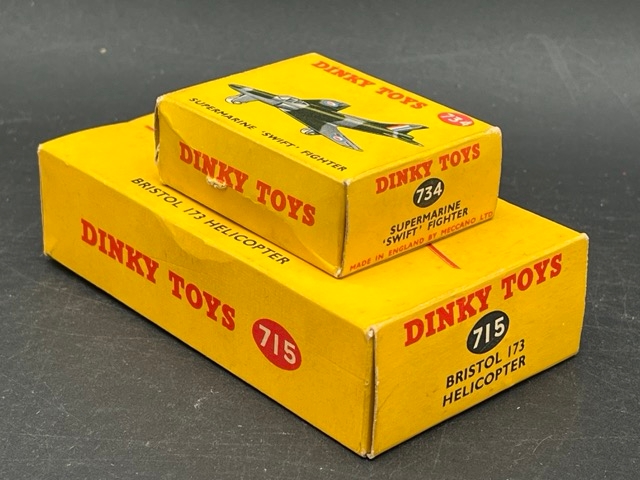 DINKY TOYS
734
SUPERMARINE 'SWIFT' FIGHTER
DINKY TOYS
DINKY TOYS
734
SUPERMARINE
'SWIFT' FIGHTER
MADE IN ENGLAND BY MECCANO LTD
BRISTOL 173 HELICOPTER
DINKY TOYS
715
DINKY TOYS
715
BRISTOL 173
HELICOPTER